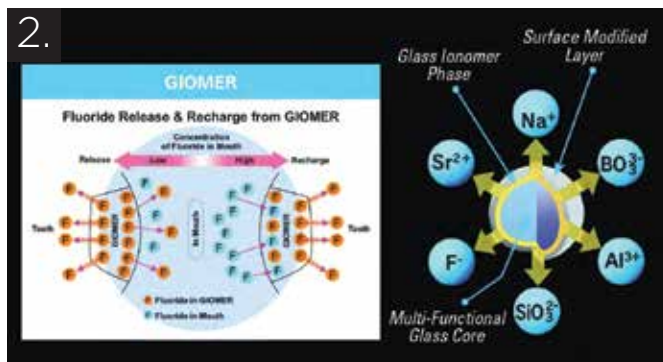 2.
GIOMER
Fluoride Release & Recharge from GIOMER
Concentration
of Fluoride in Mouth
Release
Low
High
Recharge
F F F F F F F F F F F F F F F F
Tooth
GIOMER
In Mouth
GIOMER
Tooth
Fluoride in GIOMER
Fluoride in Mouth
Glass Ionomer
Phase
Surface Modified
Layer
Na⁺
Sr²⁺
BO₃³⁻
F⁻
Al³⁺
SiO₃²⁻
Multi-Functional
Glass Core